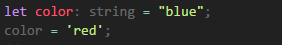 let color: string = "blue";
color = 'red';